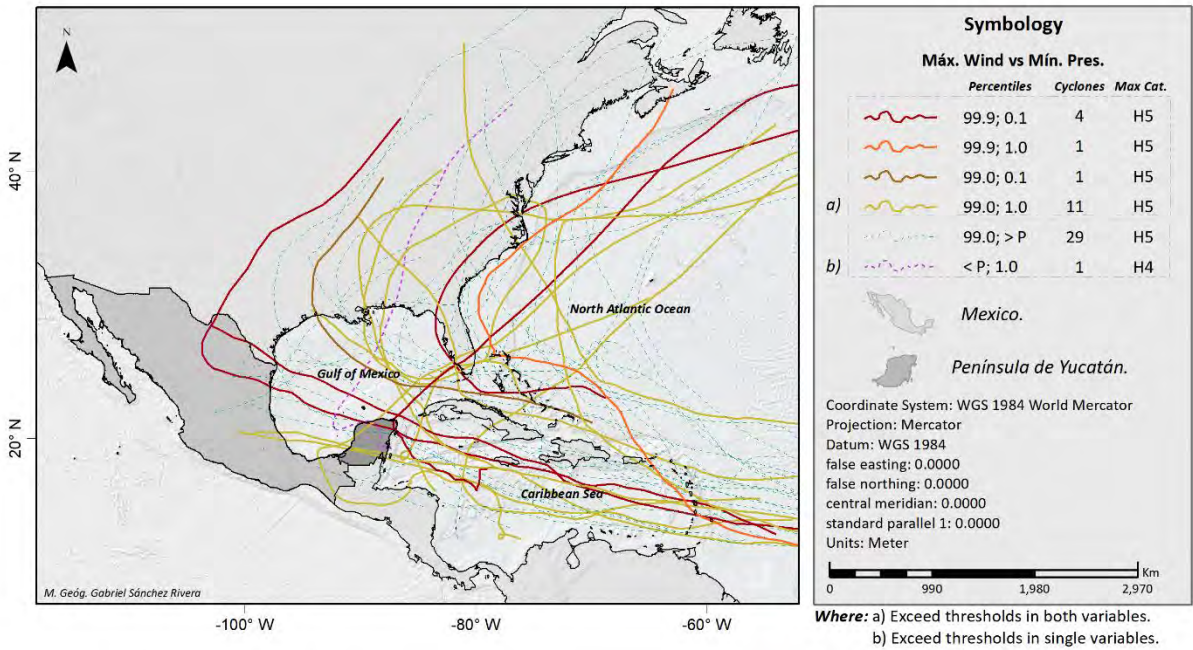 N
40° N
20° N
-100° W
-80° W
-60° W
North Atlantic Ocean
Gulf of Mexico
Caribbean Sea
M. Geóg. Gabriel Sánchez Rivera
Symbology
Máx. Wind vs Mín. Pres.
Percentiles Cyclones Max Cat.
99.9; 0.1 4 H5
99.9; 1.0 1 H5
99.0; 0.1 1 H5
a) 99.0; 1.0 11 H5
99.0; > P 29 H5
b) < P; 1.0 1 H4
Mexico.
Península de Yucatán.
Coordinate System: WGS 1984 World Mercator
Projection: Mercator
Datum: WGS 1984
false easting: 0.0000
false northing: 0.0000
central meridian: 0.0000
standard parallel 1: 0.0000
Units: Meter
Km
0 990 1,980 2,970
Where: a) Exceed thresholds in both variables.
b) Exceed thresholds in single variables.